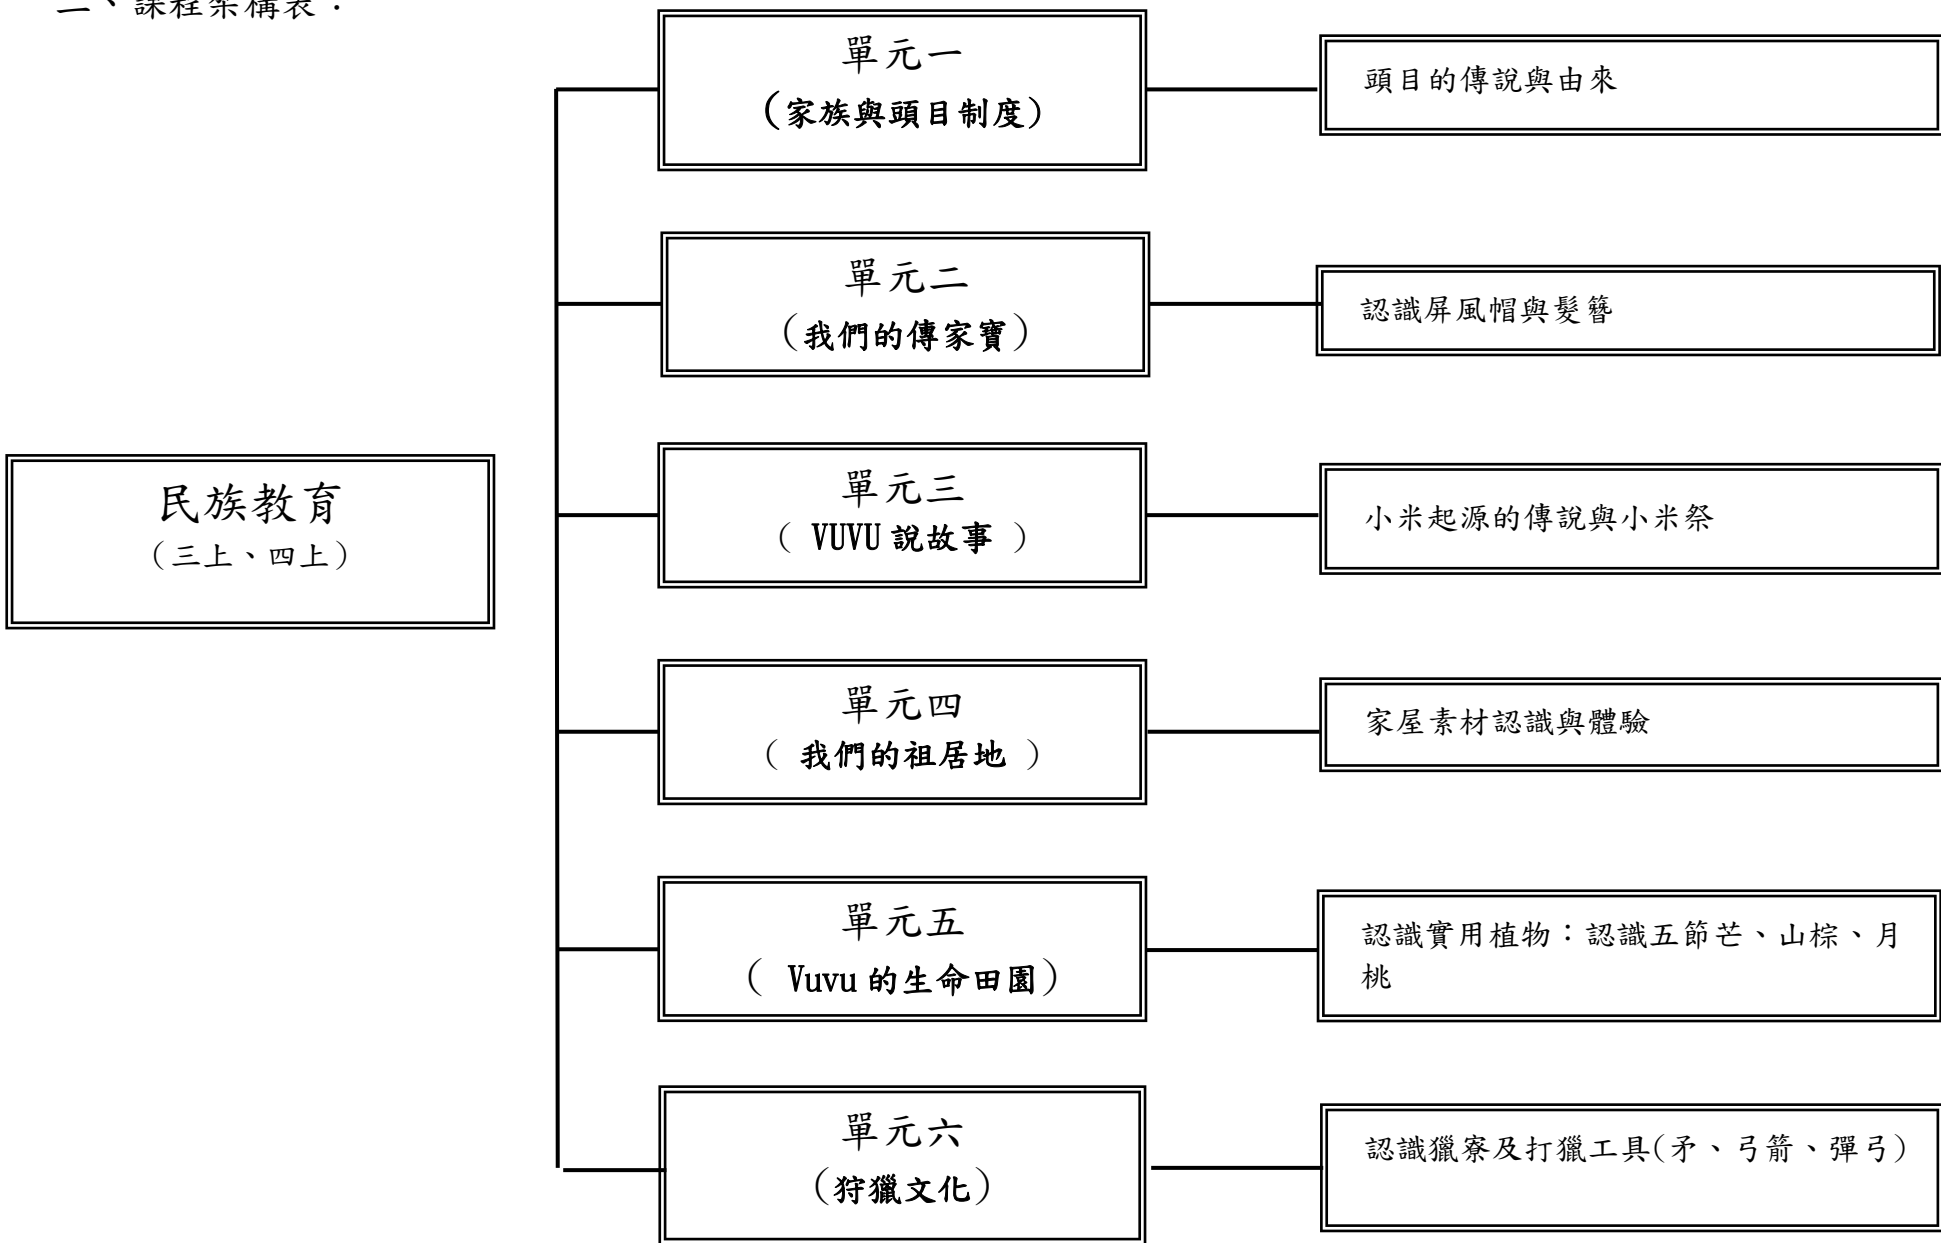 二、課程架構表：
單元一
（家族與頭目制度）
頭目的傳說與由來
單元二
（我們的傳家寶）
認識屏風帽與髮簪
單元三
（ VUVU 說故事 ）
小米起源的傳說與小米祭
民族教育
（三上、四上）
單元四
（ 我們的祖居地 ）
家屋素材認識與體驗
單元五
（ Vuvu 的生命田園）
認識實用植物：認識五節芒、山棕、月
桃
單元六
（狩獵文化）
認識獵寮及打獵工具(矛、弓箭、彈弓)